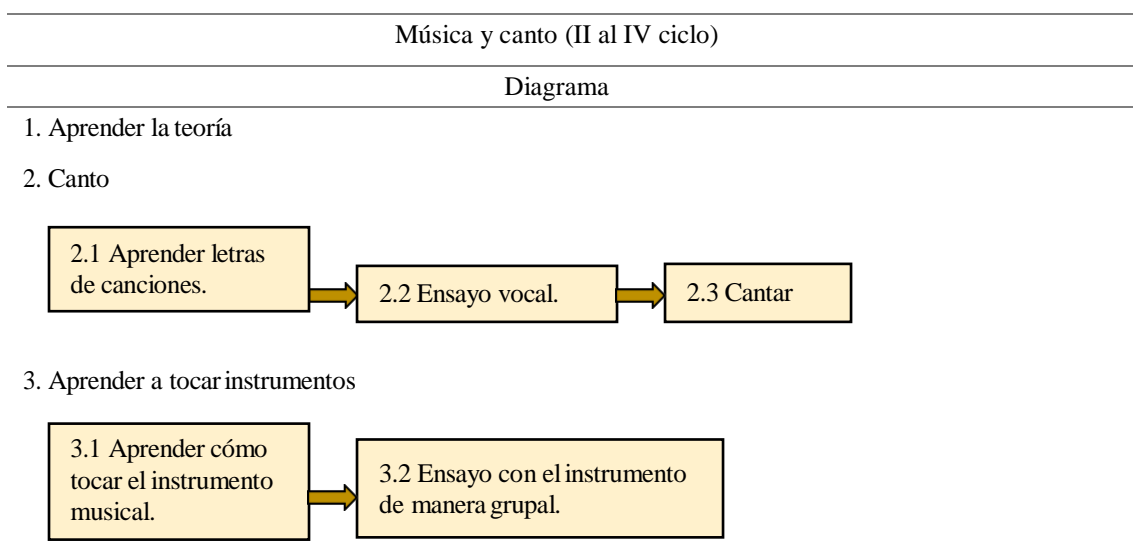 Música y canto (II al IV ciclo)
Diagrama
1. Aprender la teoría
2. Canto
2.1 Aprender letras
de canciones.
2.2 Ensayo vocal.
2.3 Cantar
3. Aprender a tocar instrumentos
3.1 Aprender cómo
tocar el instrumento
musical.
3.2 Ensayo con el instrumento
de manera grupal.